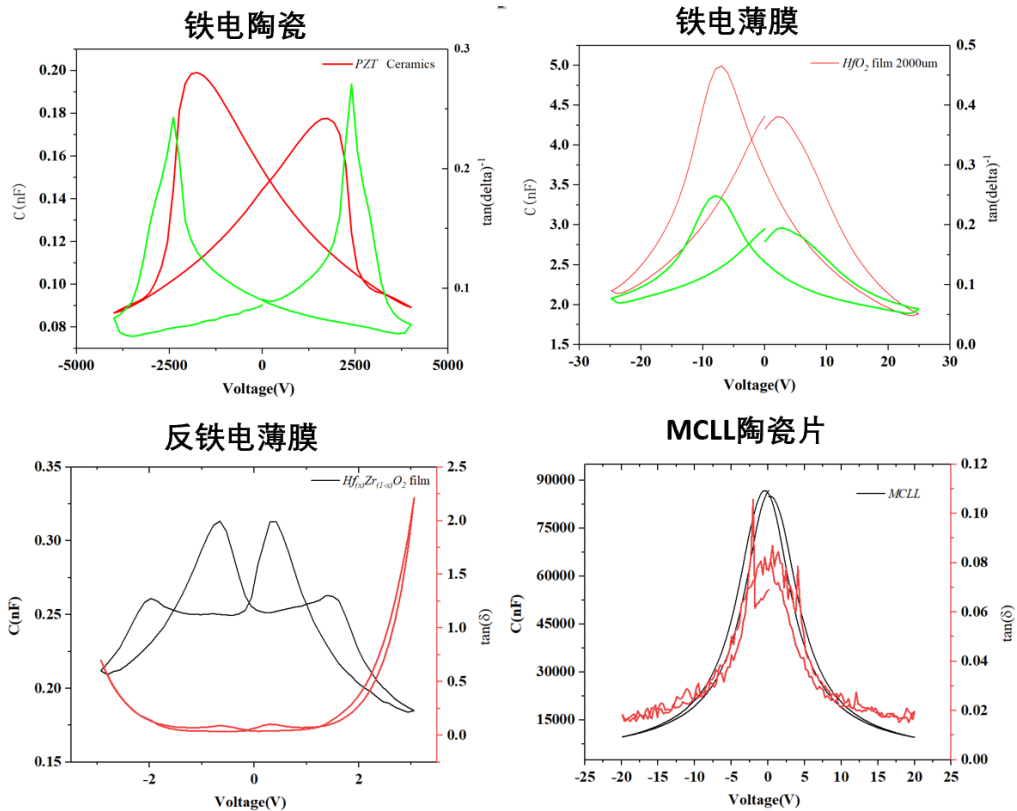 铁电陶瓷
PZT Ceramics
0.20
0.18
0.16
0.14
0.12
0.10
0.08
C(nF)
0.3
0.2
0.1
tan(delta)-1
-5000 -2500 0 2500 5000
Voltage(V)
铁电薄膜
HfO2 film 2000um
5.0
4.5
4.0
3.5
3.0
2.5
2.0
1.5
C(nF)
0.5
0.4
0.3
0.2
0.1
0.0
tan(delta)-1
-30 -20 -10 0 10 20 30
Voltage(V)
反铁电薄膜
Hf(x)Zr(1-x)O2 film
0.35
0.30
0.25
0.20
0.15
C(nF)
2.5
2.0
1.5
1.0
0.5
0.0
tan(δ)
-2 0 2
Voltage(V)
MCLL陶瓷片
MCLL
90000
75000
60000
45000
30000
15000
C(nF)
0.12
0.10
0.08
0.06
0.04
0.02
0.00
tan(δ)
-25 -20 -15 -10 -5 0 5 10 15 20 25
Voltage(V)